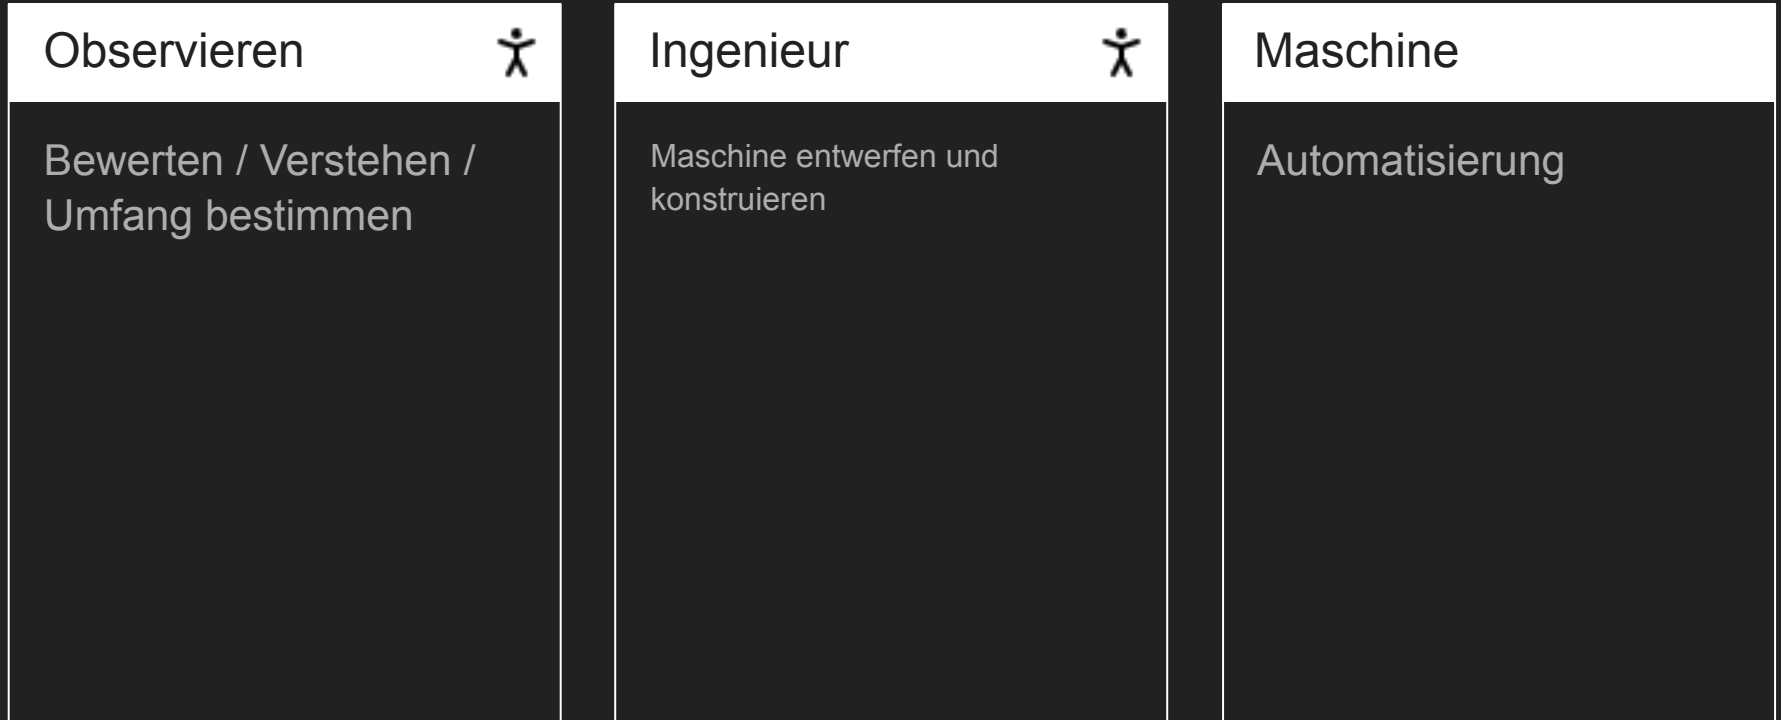 Observieren
Bewerten / Verstehen /
Umfang bestimmen
Ingenieur
Maschine entwerfen und
konstruieren
Maschine
Automatisierung